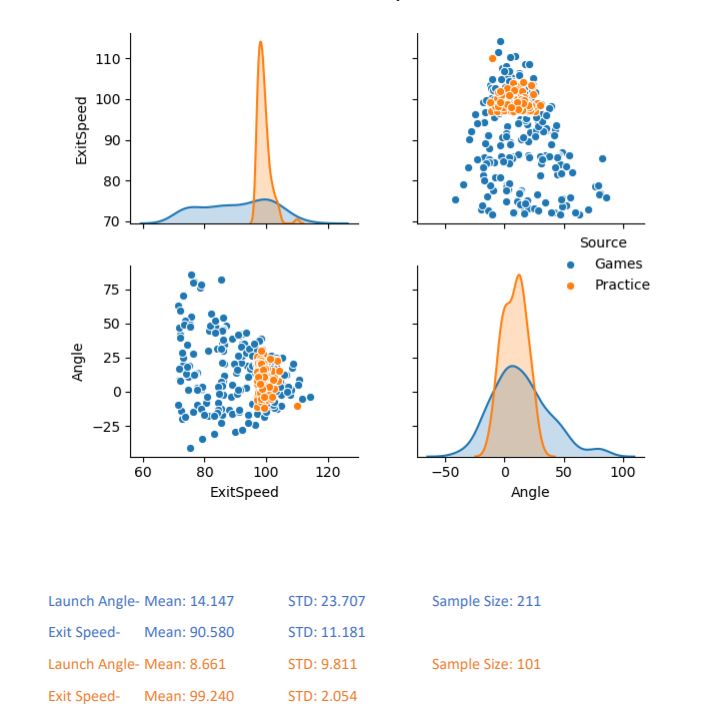 ExitSpeed
110
100
90
80
70
Source
Games
Practice
Angle
75
50
25
0
−25
60 80 100 120
ExitSpeed
−50 0 50 100
Angle
Launch Angle- Mean: 14.147 STD: 23.707 Sample Size: 211
Exit Speed- Mean: 90.580 STD: 11.181
Launch Angle- Mean: 8.661 STD: 9.811 Sample Size: 101
Exit Speed- Mean: 99.240 STD: 2.054